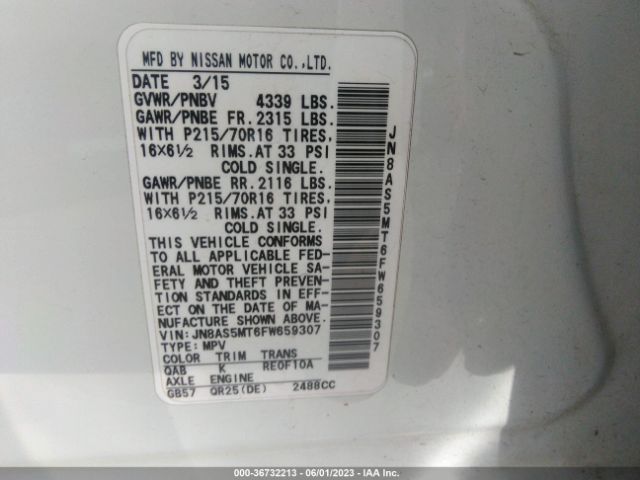 MFD BY NISSAN MOTOR CO.,LTD.
DATE 3/15
GVWR/PNBV 4339 LBS.
GAWR/PNBE FR. 2315 LBS.
WITH P215/70R16 TIRES.
16X6½ RIMS. AT 33 PSI
COLD SINGLE.
GAWR/PNBE RR. 2116 LBS.
WITH P215/70R16 TIRES.
16X6½ RIMS. AT 33 PSI
COLD SINGLE.
THIS VEHICLE CONFORMS
TO ALL APPLICABLE FED-
ERAL MOTOR VEHICLE SA-
FETY AND THEFT PREVEN-
TION STANDARDS IN EFF-
ECT ON THE DATE OF MA-
NUFACTURE SHOWN ABOVE.
VIN:JN8AS5MT6FW659307
TYPE: MPV
COLOR TRIM TRANS
QAB K RE0F10A
AXLE ENGINE
GB57 QR25(DE) 2488CC
JN8AS5MT6FW659307
000-36732213 - 06/01/2023 - IAA Inc.